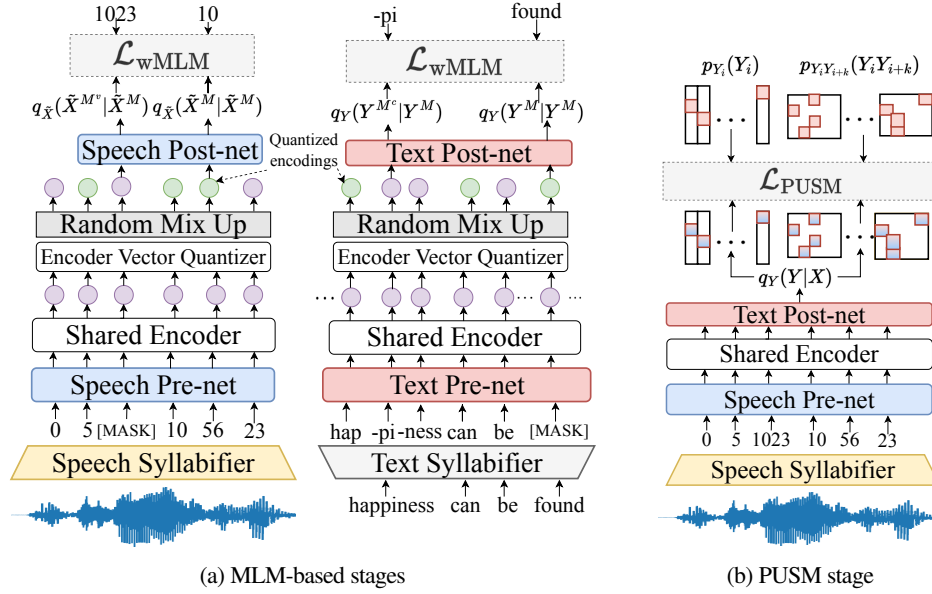 1023 10
𝓛wMLM
q_X̃(X̃^{M^v}|X̃^M) q_X̃(X̃^M|X̃^M)
Speech Post-net
Quantized
encodings
Random Mix Up
Encoder Vector Quantizer
Shared Encoder
Speech Pre-net
0 5 [MASK] 10 56 23
Speech Syllabifier
-pi found
𝓛wMLM
q_Y(Y^{M^c}|Y^M) q_Y(Y^M|Y^M)
Text Post-net
Random Mix Up
Encoder Vector Quantizer
Shared Encoder
Text Pre-net
hap -pi -ness can be [MASK]
Text Syllabifier
happiness can be found
(a) MLM-based stages
p_{Y_i}(Y_i) p_{Y_iY_{i+k}}(Y_iY_{i+k})
𝓛PUSM
q_Y(Y|X)
Text Post-net
Shared Encoder
Speech Pre-net
0 5 1023 10 56 23
Speech Syllabifier
(b) PUSM stage